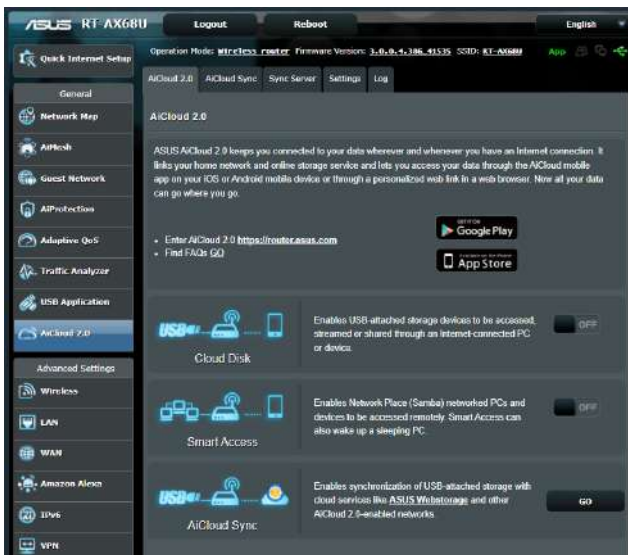 ASUS RT-AX68U
Logout
Reboot
English
Quick Internet Setup
Operation Mode: Wireless router Firmware Version: 3.0.0.4.386_41535 SSID: RT-AX68U
App
General
Network Map
AiMesh
Guest Network
AiProtection
Adaptive QoS
Traffic Analyzer
USB Application
AiCloud 2.0
Advanced Settings
Wireless
LAN
WAN
Amazon Alexa
IPv6
VPN
AiCloud 2.0 AiCloud Sync Sync Server Settings Log
AiCloud 2.0
ASUS AiCloud 2.0 keeps you connected to your data wherever and whenever you have an Internet connection. It
links your home network and online storage service and lets you access your data through the AiCloud mobile
app on your iOS or Android mobile device or through a personalized web link in a web browser. Now all your data
can go where you go.
• Enter AiCloud 2.0 https://router.asus.com
• Find FAQs GO
GET IT ON
Google Play
Available on the iPhone
App Store
USB
Cloud Disk
Enables USB-attached storage devices to be accessed,
streamed or shared through an Internet-connected PC
or device.
OFF
Smart Access
Enables Network Place (Samba) networked PCs and
devices to be accessed remotely. Smart Access can
also wake up a sleeping PC.
OFF
USB
AiCloud Sync
Enables synchronization of USB-attached storage with
cloud services like ASUS Webstorage and other
AiCloud 2.0-enabled networks.
GO